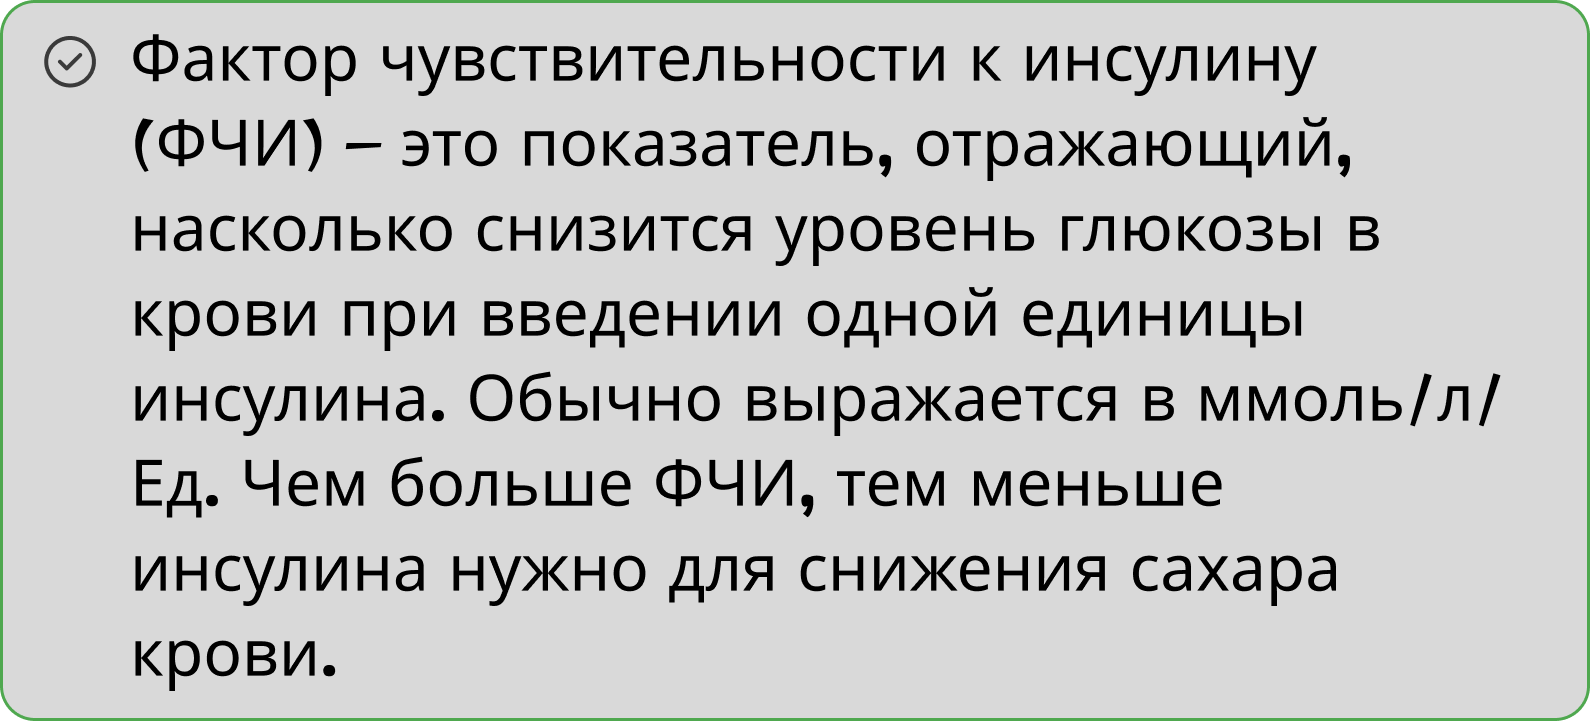 Фактор чувствительности к инсулину
(ФЧИ) – это показатель, отражающий,
насколько снизится уровень глюкозы в
крови при введении одной единицы
инсулина. Обычно выражается в ммоль/л/
Ед. Чем больше ФЧИ, тем меньше
инсулина нужно для снижения сахара
крови.